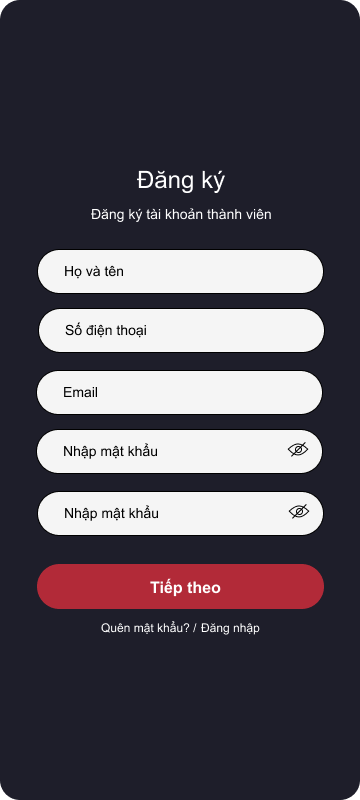 Đăng ký
Đăng ký tài khoản thành viên
Họ và tên
Số điện thoại
Email
Nhập mật khẩu
Nhập mật khẩu
Tiếp theo
Quên mật khẩu? / Đăng nhập